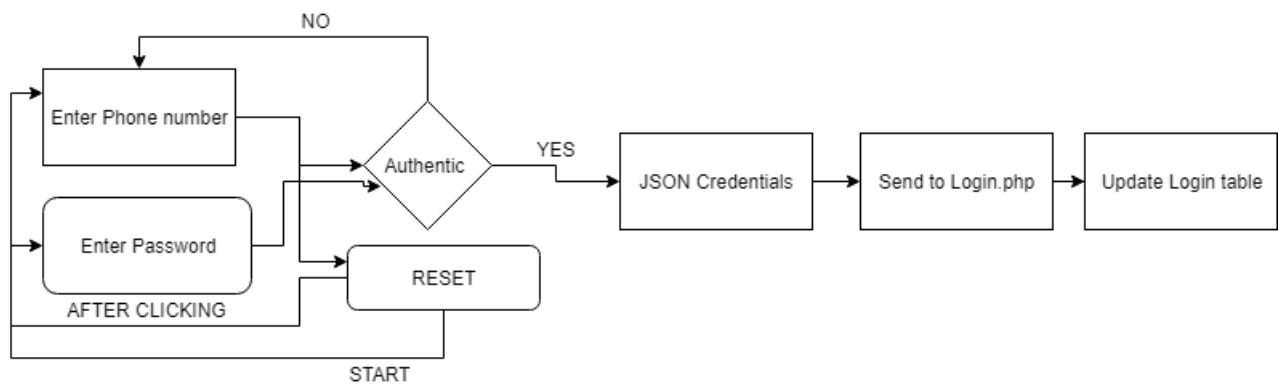 NO
Enter Phone number
Authentic
YES
JSON Credentials
Send to Login.php
Update Login table
Enter Password
RESET
AFTER CLICKING
START